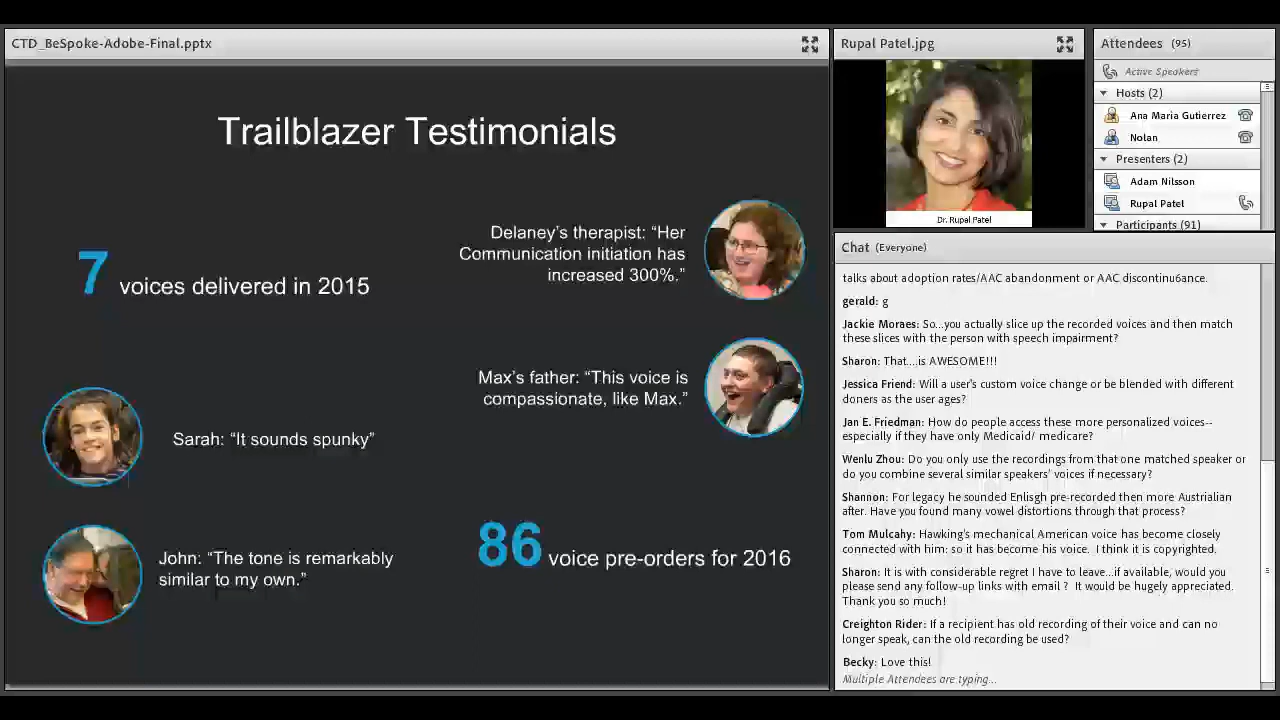 CTD_BeSpoke-Adobe-Final.pptx
Trailblazer Testimonials
7 voices delivered in 2015
Delaney's therapist: “Her
Communication initiation has
increased 300%.”
Max's father: “This voice is
compassionate, like Max.”
Sarah: “It sounds spunky”
John: “The tone is remarkably
similar to my own.”
86 voice pre-orders for 2016
Rupal Patel.jpg
Dr. Rupal Patel
Attendees (95)
Active Speakers
Hosts (2)
Ana Maria Gutierrez
Nolan
Presenters (2)
Adam Nilsson
Rupal Patel
Participants (91)
Chat (Everyone)
talks about adoption rates/AAC abandonment or AAC discontinu6ance.
gerald: g
Jackie Moraes: So...you actually slice up the recorded voices and then match
these slices with the person with speech impairment?
Sharon: That....is AWESOME!!!
Jessica Friend: Will a user's custom voice change or be blended with different
doners as the user ages?
Jan E. Friedman: How do people access these more personalized voices--
especially if they have only Medicaid/ medicare?
Wenlu Zhou: Do you only use the recordings from that one matched speaker or
do you combine several similar speakers' voices if necessary?
Shannon: For legacy he sounded Enlisgh pre-recorded then more Austrialian
after. Have you found many vowel distortions through that process?
Tom Mulcahy: Hawking's mechanical American voice has become closely
connected with him: so it has become his voice. I think it is copyrighted.
Sharon: It is with considerable regret I have to leave...if available, would you
please send any follow-up links with email ? It would be hugely appreciated.
Thank you so much!
Creighton Rider: If a recipient has old recording of their voice and can no
longer speak, can the old recording be used?
Becky: Love this!
Multiple Attendees are typing...